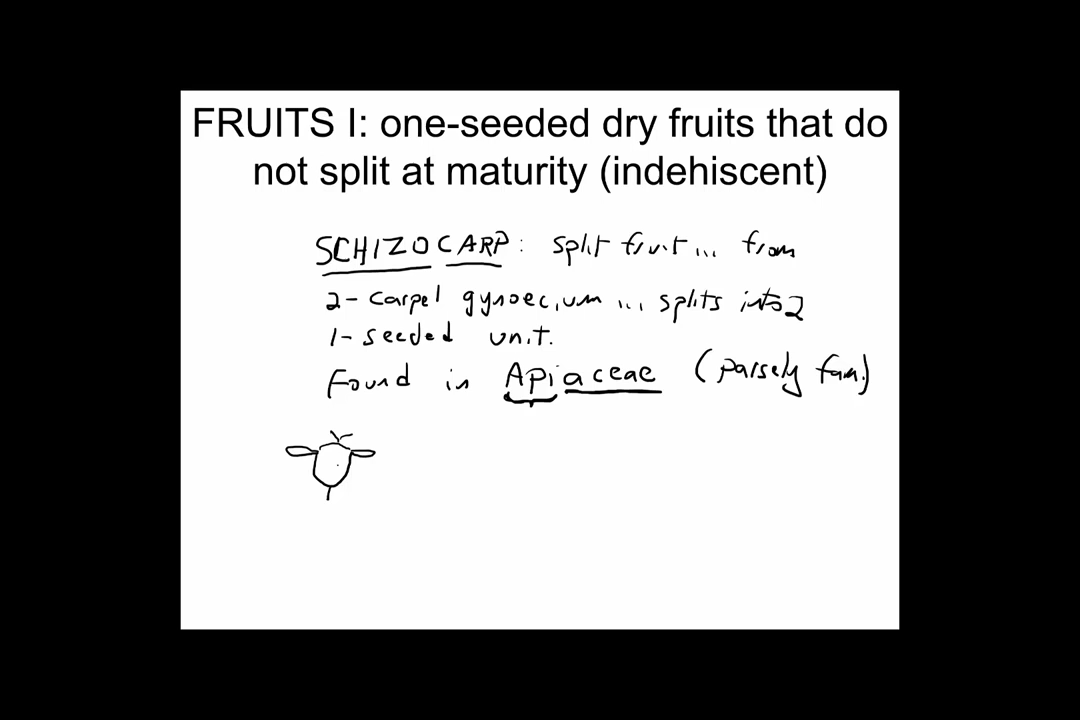 FRUITS I: one-seeded dry fruits that do
not split at maturity (indehiscent)
SCHIZOCARP: split fruit... from
2-carpel gynoecium ... splits into 2
1-seeded unit.
Found in Apiaceae (Parsely fam.)